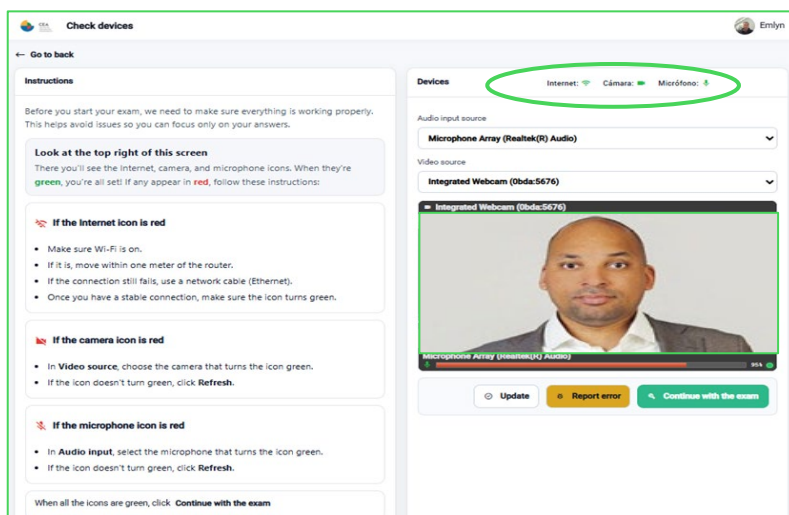 CEA
Check devices
Emlyn
← Go to back
Instructions
Before you start your exam, we need to make sure everything is working properly.
This helps avoid issues so you can focus only on your answers.
Look at the top right of this screen
There you'll see the Internet, camera, and microphone icons. When they're
green, you're all set! If any appear in red, follow these instructions:
If the Internet icon is red
• Make sure Wi-Fi is on.
• If it is, move within one meter of the router.
• If the connection still fails, use a network cable (Ethernet).
• Once you have a stable connection, make sure the icon turns green.
If the camera icon is red
• In Video source, choose the camera that turns the icon green.
• If the icon doesn't turn green, click Refresh.
If the microphone icon is red
• In Audio input, select the microphone that turns the icon green.
• If the icon doesn't turn green, click Refresh.
When all the icons are green, click Continue with the exam
Devices
Internet: Cámara: Micrófono:
Audio input source
Microphone Array (Realtek(R) Audio)
Video source
Integrated Webcam (0bda:5676)
Integrated Webcam (0bda:5676)
Microphone Array (Realtek(R) Audio)
95%
Update
Report error
Continue with the exam